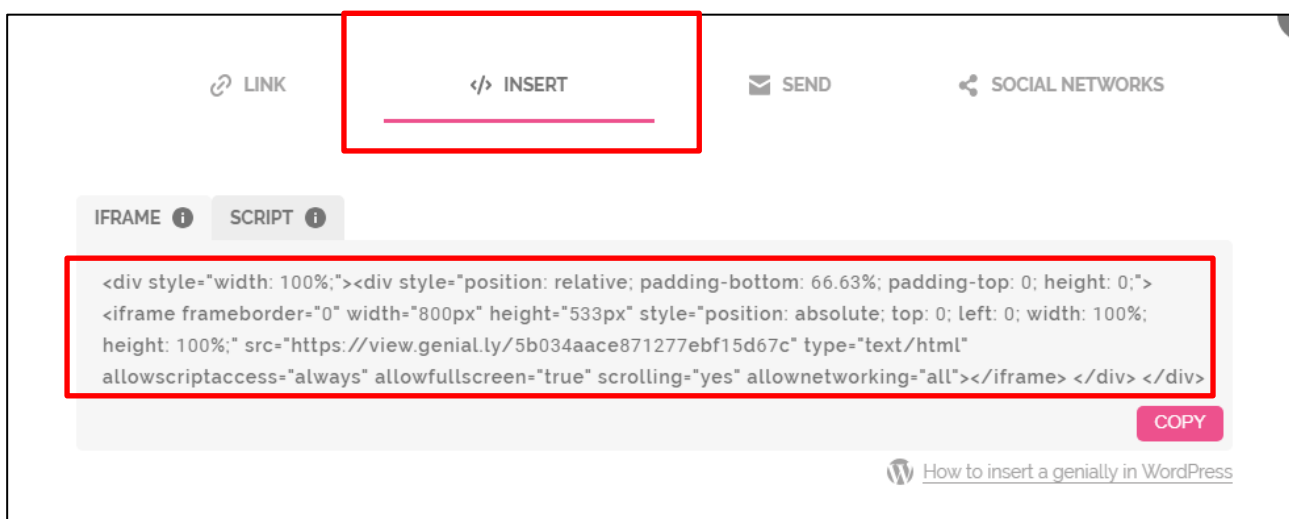 LINK
</> INSERT
SEND
SOCIAL NETWORKS
IFRAME
SCRIPT
<div style="width: 100%;"><div style="position: relative; padding-bottom: 66.63%; padding-top: 0; height: 0;">
<iframe frameborder="0" width="800px" height="533px" style="position: absolute; top: 0; left: 0; width: 100%;
height: 100%;" src="https://view.genial.ly/5b034aace871277ebf15d67c" type="text/html"
allowscriptaccess="always" allowfullscreen="true" scrolling="yes" allownetworking="all"></iframe> </div> </div>
COPY
How to insert a genially in WordPress